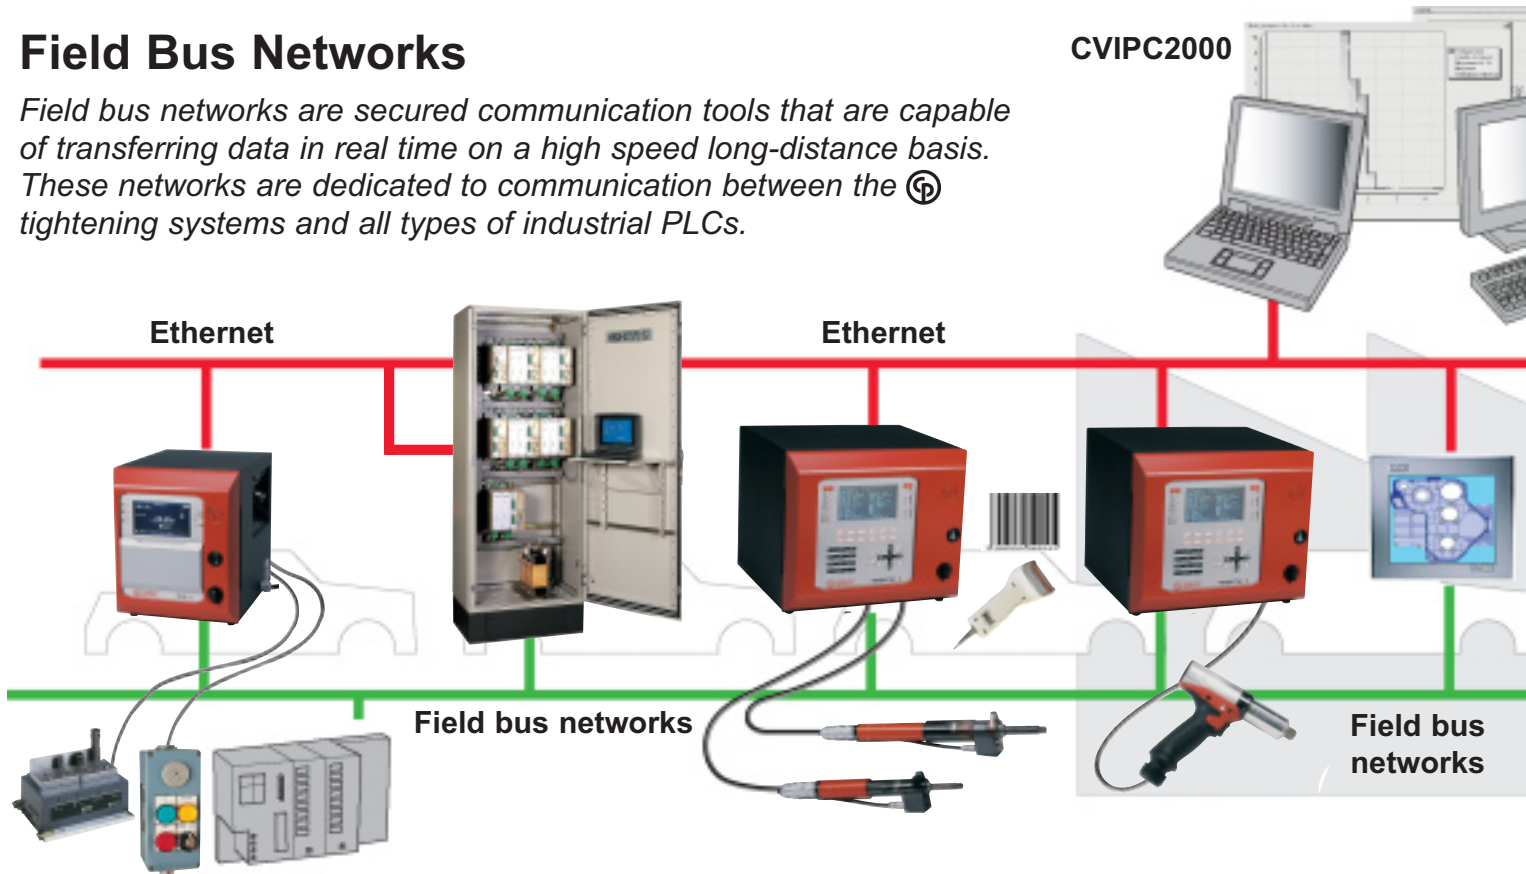 Field Bus Networks
CVIPC2000
Field bus networks are secured communication tools that are capable
of transferring data in real time on a high speed long-distance basis.
These networks are dedicated to communication between the CP
tightening systems and all types of industrial PLCs.
Ethernet
Ethernet
Field bus networks
Field bus
networks